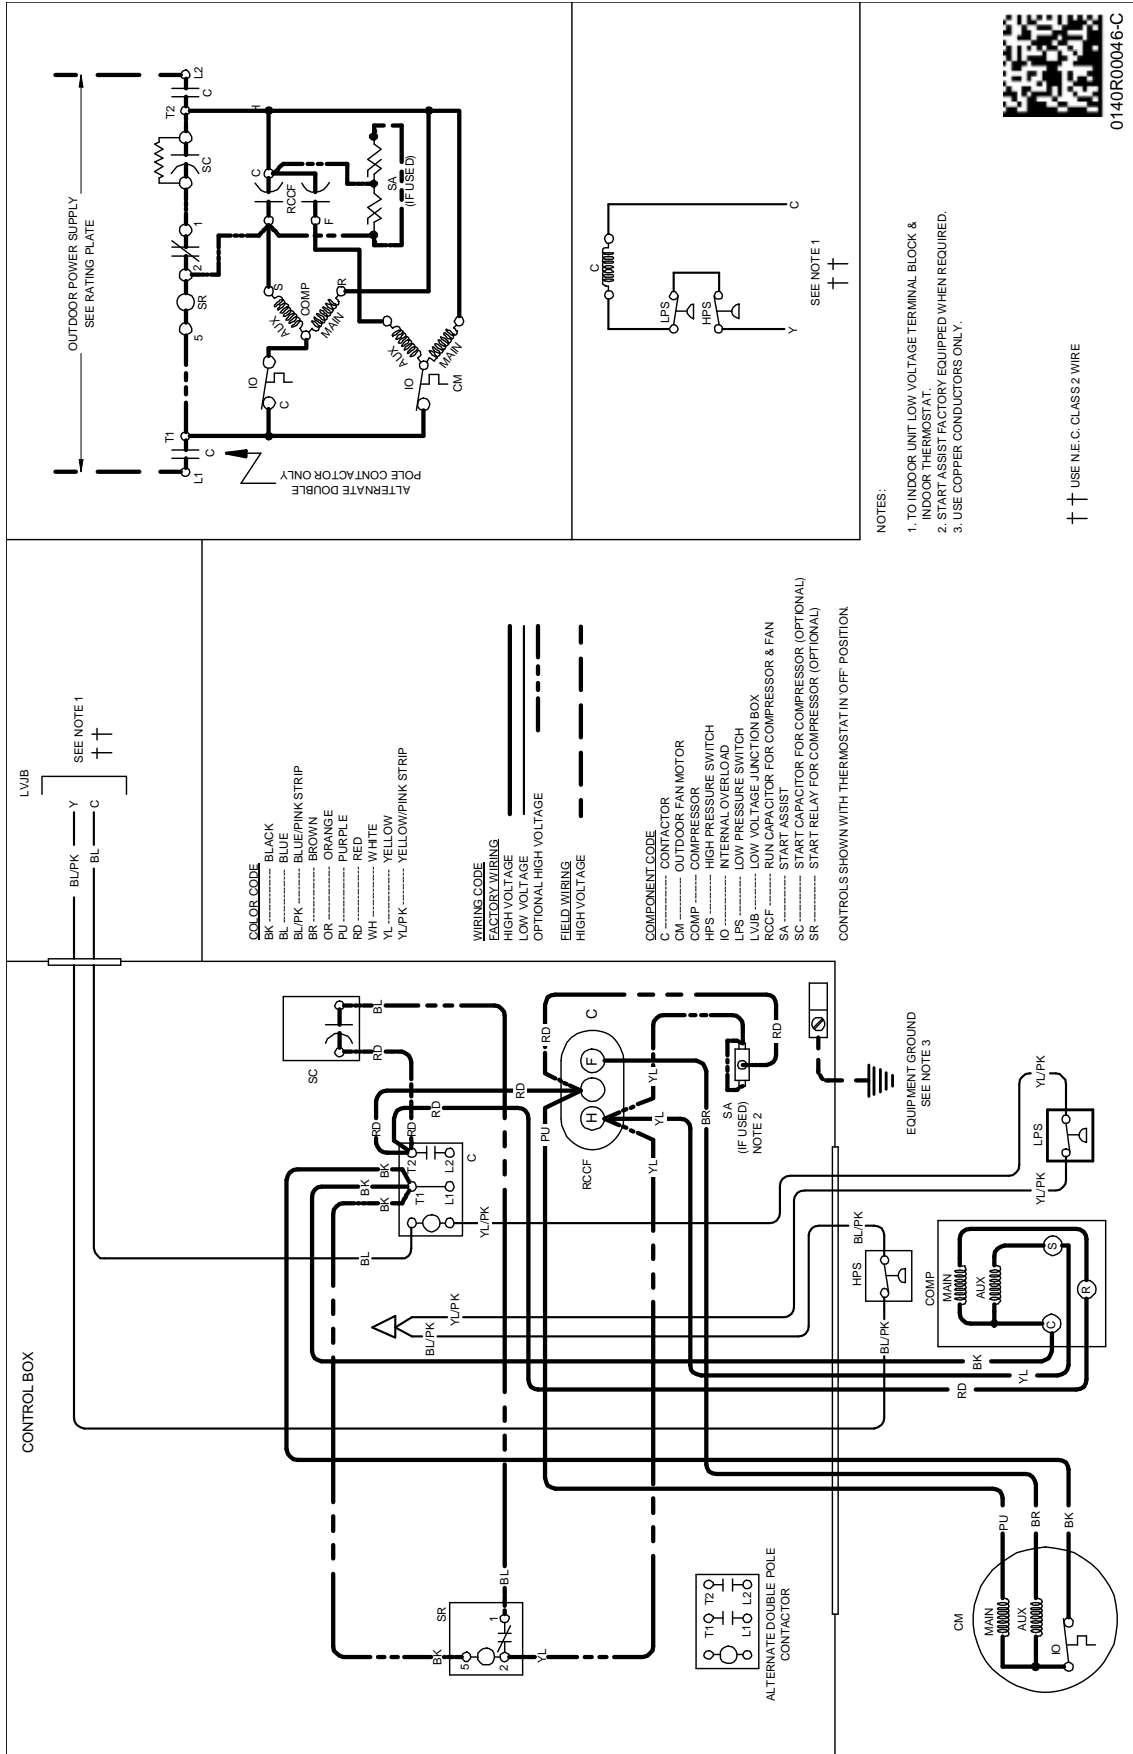 CONTROL BOX
LVJB
Y
C
BL/PK
BL
SEE NOTE 1
††
SC
RD
BL
RD
RD
RD
RD
BK
BK
BK
T2
T1
L2
L1
C
BL
YL/PK
BL/PK
YL/PK
SR
BK
5
2
1
BL
YL
RD
PU
C
H
F
RCCF
YL
YL
YL
BR
RD
SA
(IF USED)
NOTE 2
EQUIPMENT GROUND
SEE NOTE 3
YL/PK
LPS
YL/PK
BL/PK
HPS
BL/PK
COMP
MAIN
AUX
C
S
R
BK
YL
RD
PU
BR
BK
CM
MAIN
AUX
IO
T1
T2
L1
L2
ALTERNATE DOUBLE POLE
CONTACTOR
COLOR CODE
BK ---------- BLACK
BL ---------- BLUE
BL/PK ------- BLUE/PINK STRIP
BR ---------- BROWN
OR ---------- ORANGE
PU ---------- PURPLE
RD ---------- RED
WH ---------- WHITE
YL ---------- YELLOW
YL/PK ------- YELLOW/PINK STRIP
WIRING CODE
FACTORY WIRING
HIGH VOLTAGE
LOW VOLTAGE
OPTIONAL HIGH VOLTAGE
FIELD WIRING
HIGH VOLTAGE
COMPONENT CODE
C ----------- CONTACTOR
CM ---------- OUTDOOR FAN MOTOR
COMP -------- COMPRESSOR
HPS --------- HIGH PRESSURE SWITCH
IO ---------- INTERNAL OVERLOAD
LPS --------- LOW PRESSURE SWITCH
LVJB -------- LOW VOLTAGE JUNCTION BOX
RCCF -------- RUN CAPACITOR FOR COMPRESSOR & FAN
SA ---------- START ASSIST
SC ---------- START CAPACITOR FOR COMPRESSOR (OPTIONAL)
SR ---------- START RELAY FOR COMPRESSOR (OPTIONAL)
CONTROLS SHOWN WITH THERMOSTAT IN 'OFF' POSITION.
OUTDOOR POWER SUPPLY
SEE RATING PLATE
L1
C
T1
5
SR
2
1
SC
T2
C
L2
ALTERNATE DOUBLE
POLE CONTACTOR ONLY
IO
C
AUX
S
COMP
MAIN
R
RCCF
C
H
F
SA
(IF USED)
IO
CM
AUX
MAIN
C
LPS
HPS
Y
C
SEE NOTE 1
††
NOTES:
1. TO INDOOR UNIT LOW VOLTAGE TERMINAL BLOCK &
INDOOR THERMOSTAT.
2. START ASSIST FACTORY EQUIPPED WHEN REQUIRED.
3. USE COPPER CONDUCTORS ONLY.
†† USE N.E.C. CLASS 2 WIRE
0140R00046-C